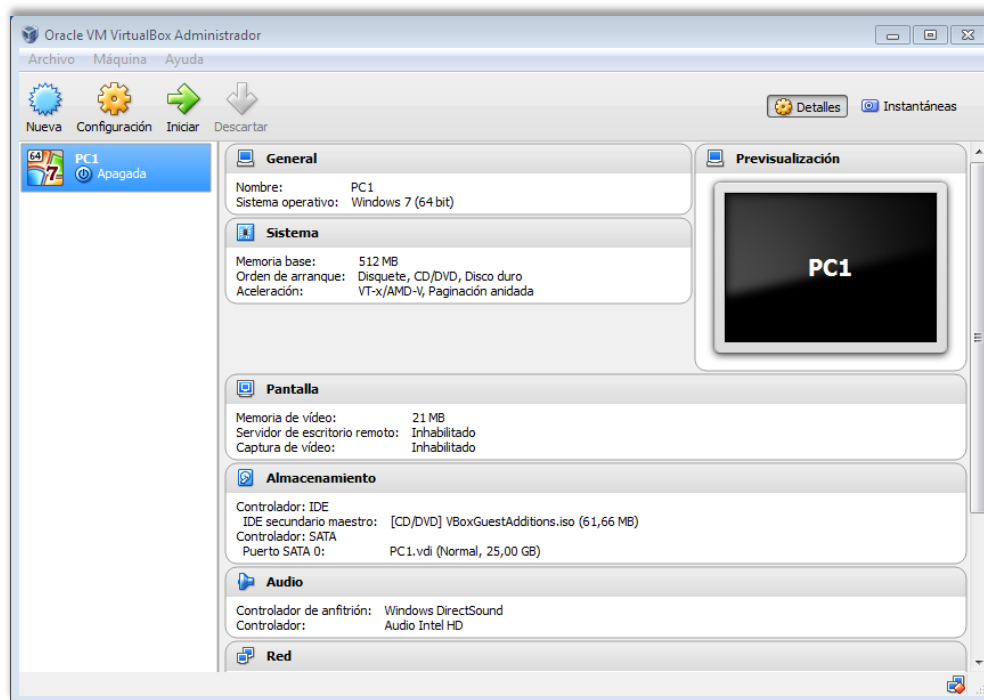 Oracle VM VirtualBox Administrador
Archivo Máquina Ayuda
Nueva Configuración Iniciar Descartar
Detalles Instantáneas
64
7
PC1
Apagada
General
Nombre: PC1
Sistema operativo: Windows 7 (64 bit)
Sistema
Memoria base: 512 MB
Orden de arranque: Disquete, CD/DVD, Disco duro
Aceleración: VT-x/AMD-V, Paginación anidada
Previsualización
PC1
Pantalla
Memoria de vídeo: 21 MB
Servidor de escritorio remoto: Inhabilitado
Captura de vídeo: Inhabilitado
Almacenamiento
Controlador: IDE
IDE secundario maestro: [CD/DVD] VBoxGuestAdditions.iso (61,66 MB)
Controlador: SATA
Puerto SATA 0: PC1.vdi (Normal, 25,00 GB)
Audio
Controlador de anfitrión: Windows DirectSound
Controlador: Audio Intel HD
Red